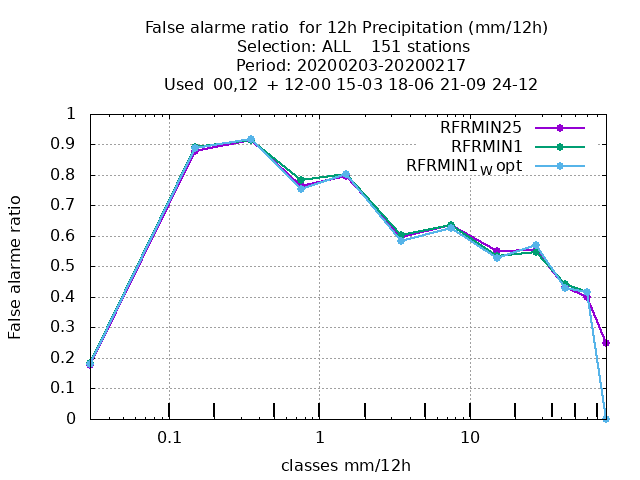 False alarme ratio  for 12h Precipitation (mm/12h)
Selection: ALL    151 stations
Period: 20200203-20200217
Used  00,12  + 12-00 15-03 18-06 21-09 24-12
RFRMIN25
RFRMIN1
RFRMIN1w opt
1
0.9
0.8
0.7
0.6
0.5
0.4
0.3
0.2
0.1
0
False alarme ratio
0.1 1 10
classes mm/12h